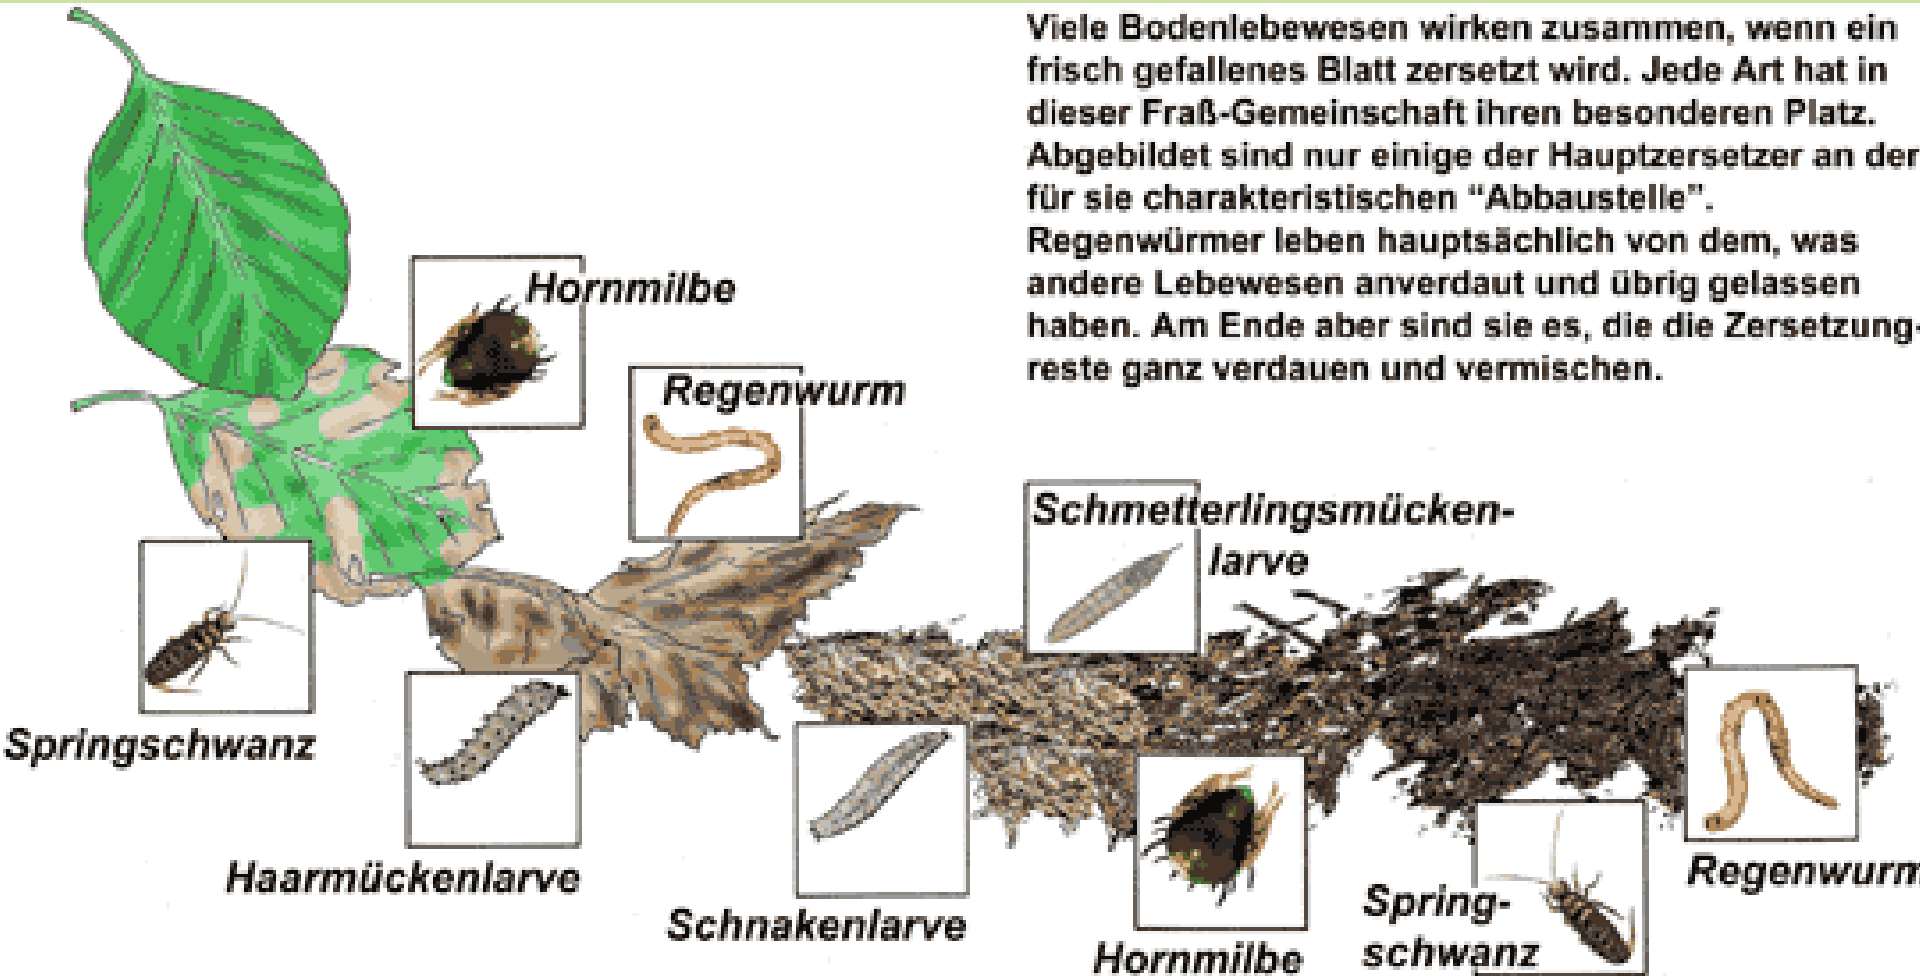 Viele Bodenlebewesen wirken zusammen, wenn ein
frisch gefallenes Blatt zersetzt wird. Jede Art hat in
dieser Fraß-Gemeinschaft ihren besonderen Platz.
Abgebildet sind nur einige der Hauptzersetzer an der
für sie charakteristischen “Abbaustelle”.
Regenwürmer leben hauptsächlich von dem, was
andere Lebewesen anverdaut und übrig gelassen
haben. Am Ende aber sind sie es, die die Zersetzung-
reste ganz verdauen und vermischen.
Hornmilbe
Regenwurm
Schmetterlingsmücken-
larve
Springschwanz
Haarmückenlarve
Schnakenlarve
Hornmilbe
Spring-
schwanz
Regenwurm